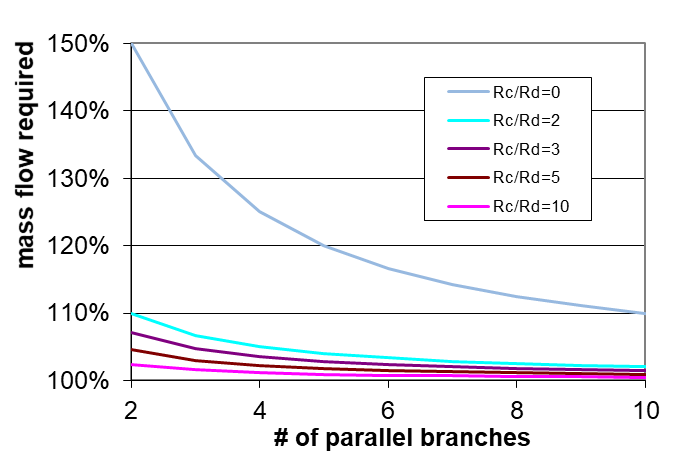 150%
140%
130%
120%
110%
100%
mass flow required
Rc/Rd=0
Rc/Rd=2
Rc/Rd=3
Rc/Rd=5
Rc/Rd=10
2 4 6 8 10
# of parallel branches